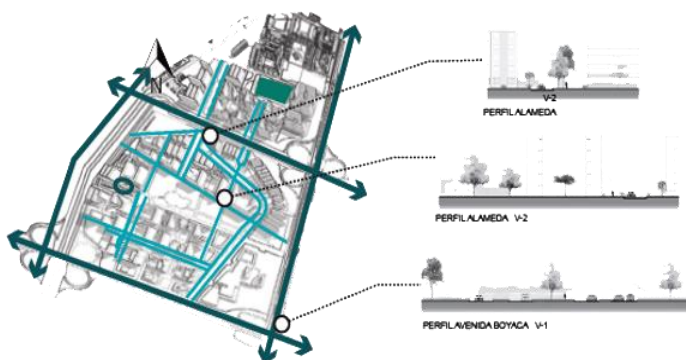 N
V-2
PERFIL ALAMEDA
PERFIL ALAMEDA V-2
PERFIL AVENIDA BOYACA V-1